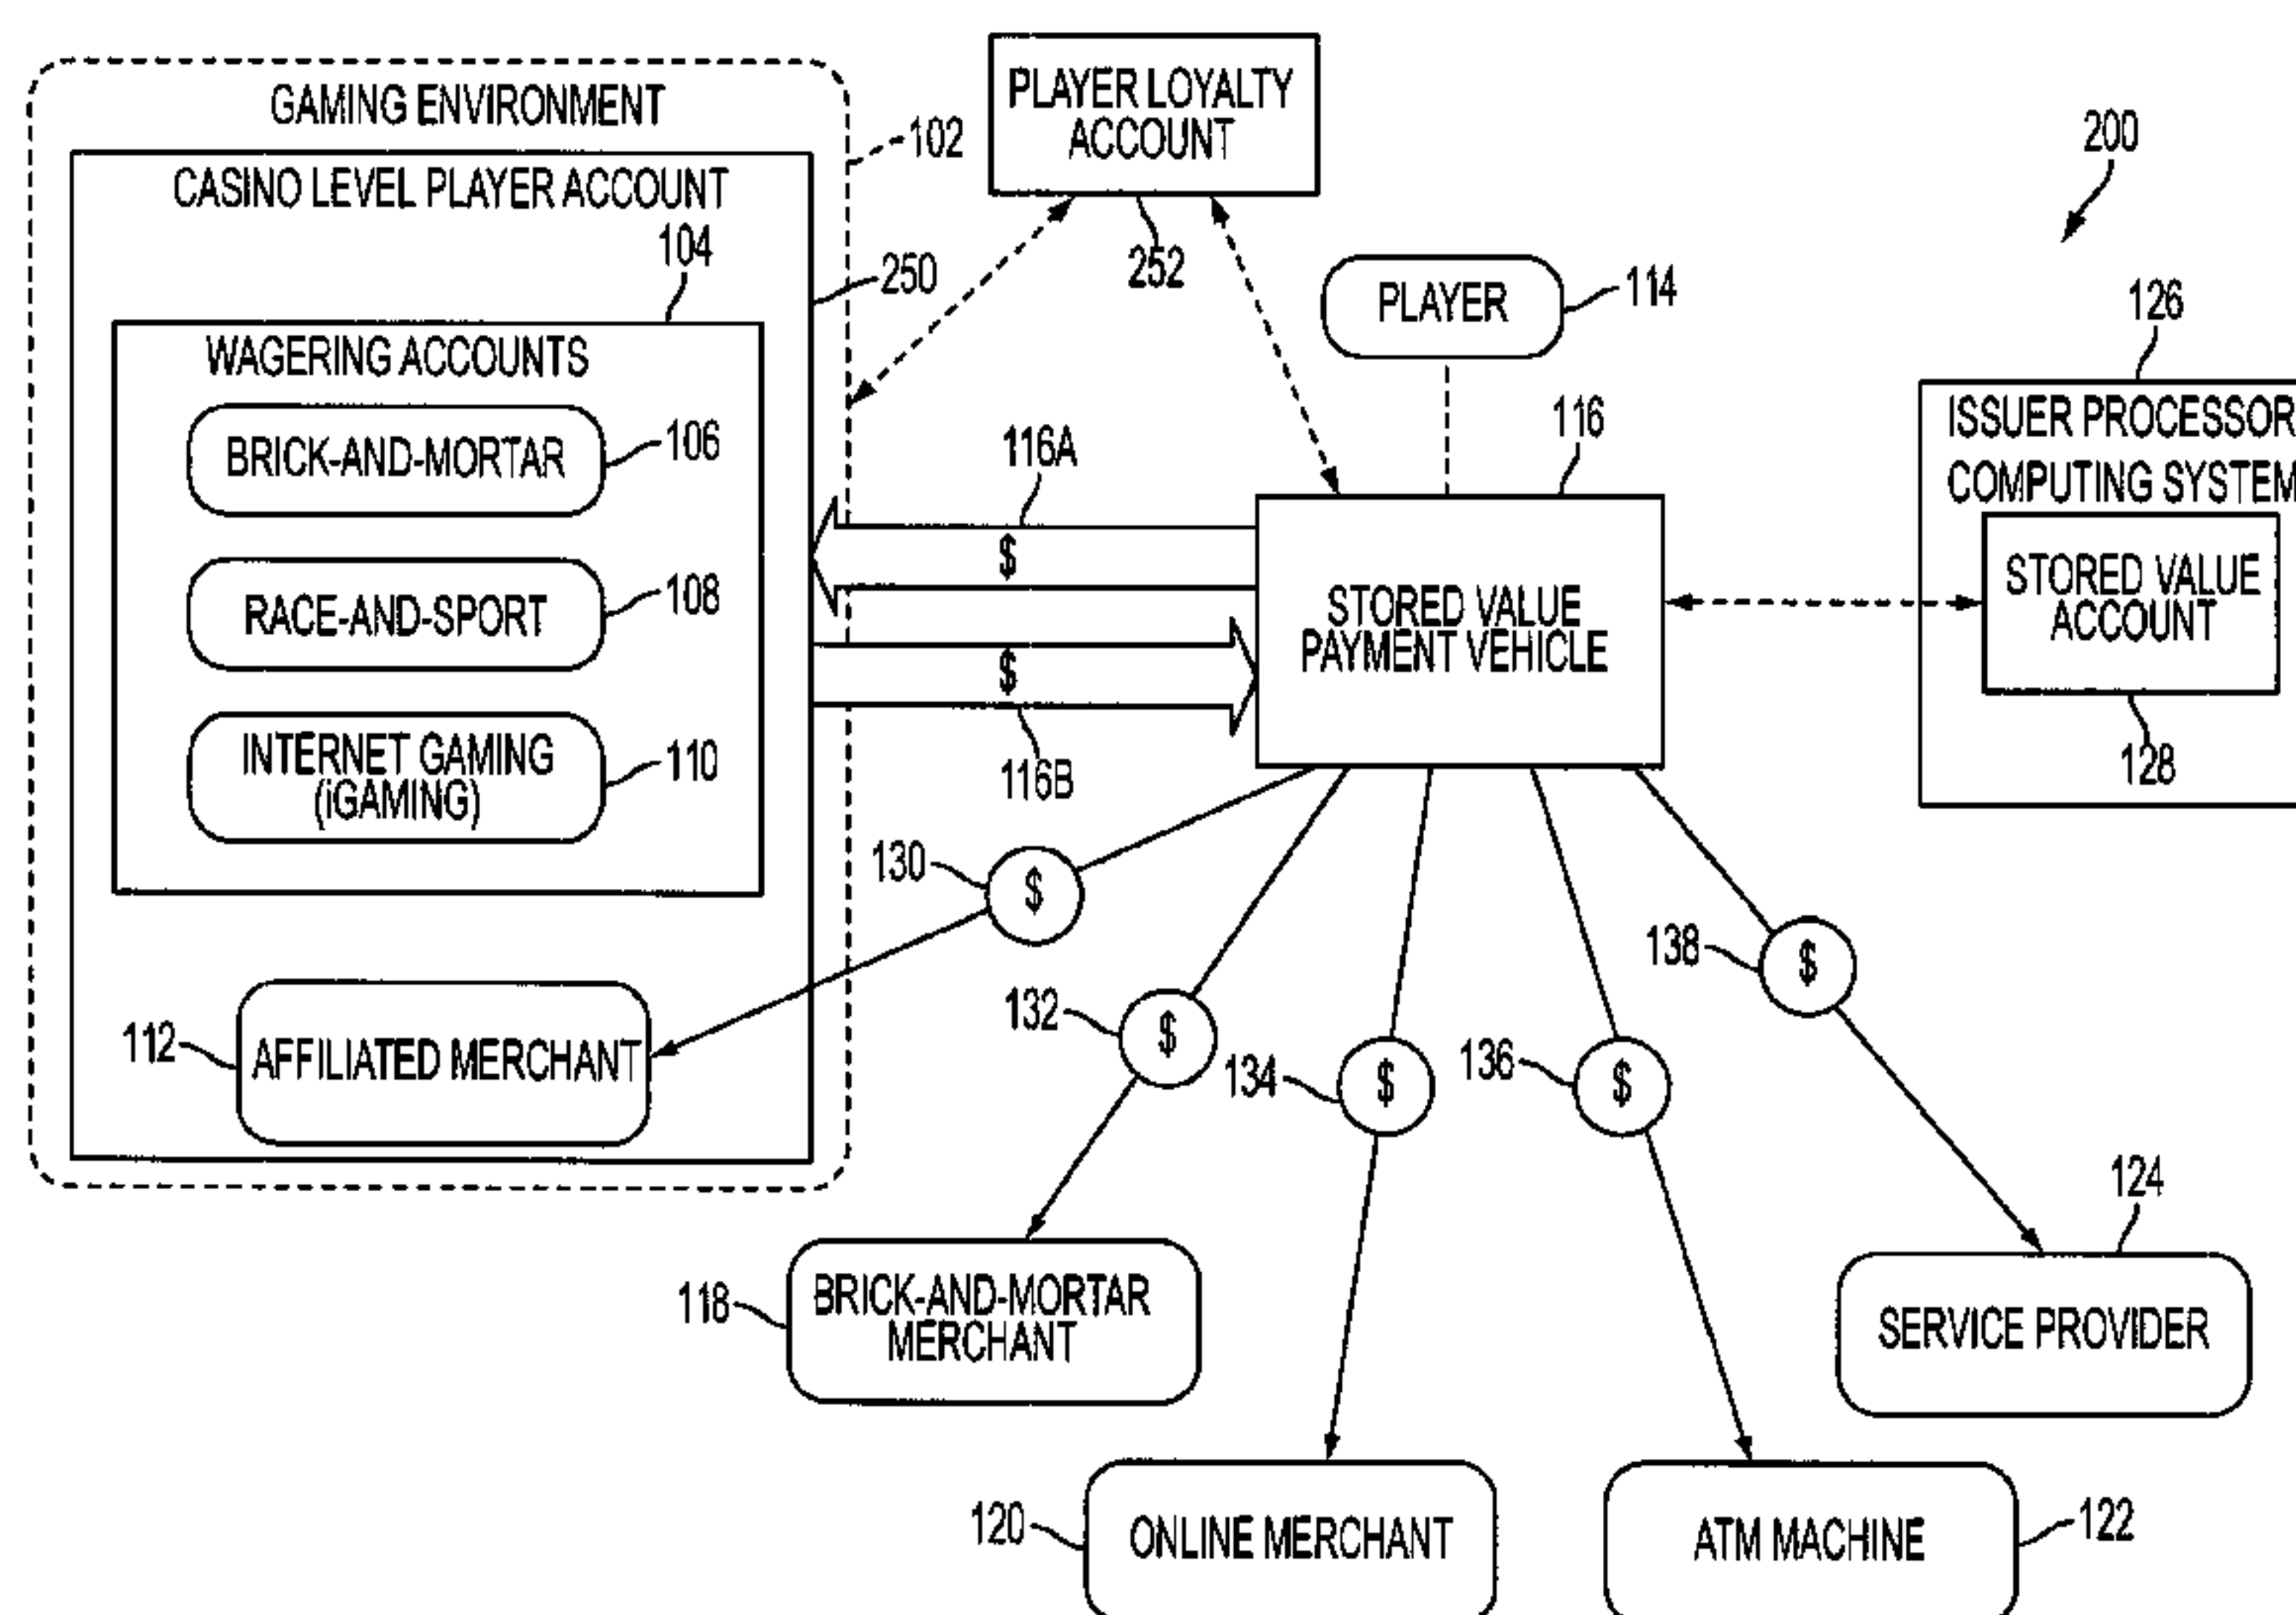 GAMING ENVIRONMENT
102
CASINO LEVEL PLAYER ACCOUNT
104
250
WAGERING ACCOUNTS
BRICK-AND-MORTAR
106
RACE-AND-SPORT
108
INTERNET GAMING
(iGAMING)
110
112
AFFILIATED MERCHANT
PLAYER LOYALTY
ACCOUNT
252
200
PLAYER
114
116
116A
$
$
116B
STORED VALUE
PAYMENT VEHICLE
126
ISSUER PROCESSOR
COMPUTING SYSTEM
STORED VALUE
ACCOUNT
128
130
$
132
$
134
$
136
$
138
$
118
BRICK-AND-MORTAR
MERCHANT
120
ONLINE MERCHANT
ATM MACHINE
122
124
SERVICE PROVIDER